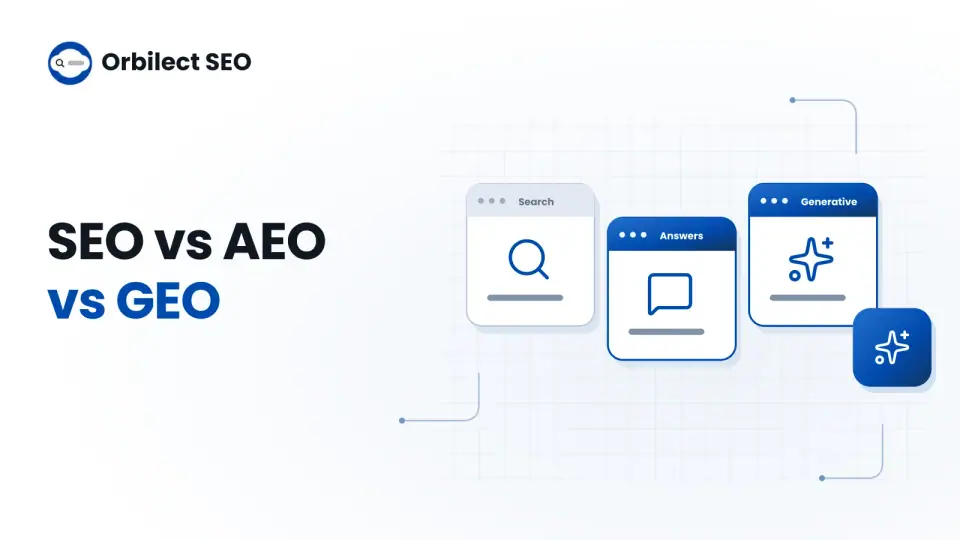 Orbilect SEO
SEO vs AEO
vs GEO
Search
Answers
Generative